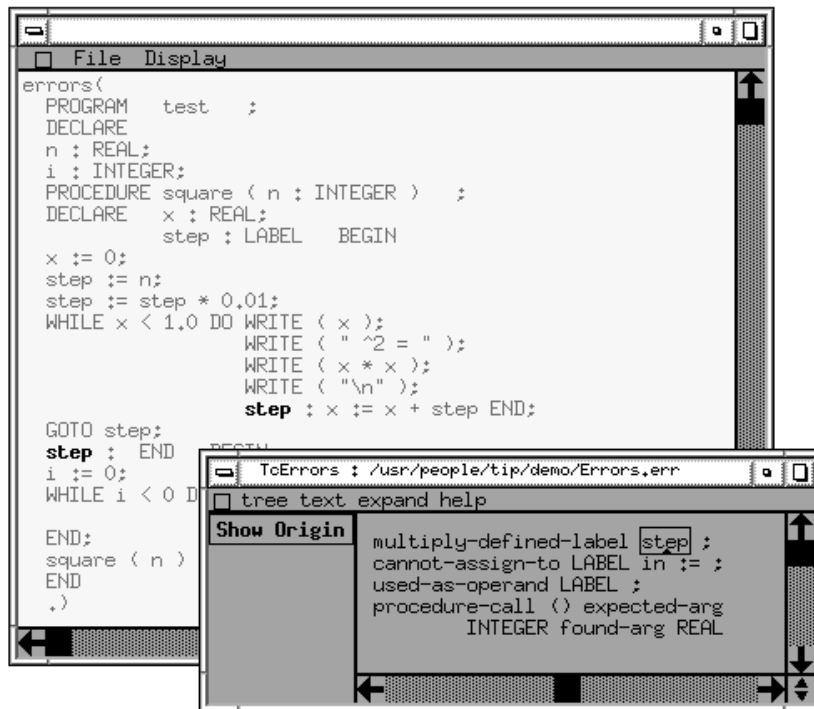 File Display
errors(
PROGRAM test ;
DECLARE
n : REAL;
i : INTEGER;
PROCEDURE square ( n : INTEGER ) ;
DECLARE x : REAL;
step : LABEL BEGIN
x := 0;
step := n;
step := step * 0.01;
WHILE x < 1.0 DO WRITE ( x );
WRITE ( " ^2 = " );
WRITE ( x * x );
WRITE ( "\n" );
step : x := x + step END;
GOTO step;
step : END BEGIN
i := 0;
WHILE i < 0 D
END;
square ( n )
END
.)
TcErrors : /usr/people/tip/demo/Errors.err
tree text expand help
Show Origin
multiply-defined-label step ;
cannot-assign-to LABEL in := ;
used-as-operand LABEL ;
procedure-call () expected-arg
INTEGER found-arg REAL